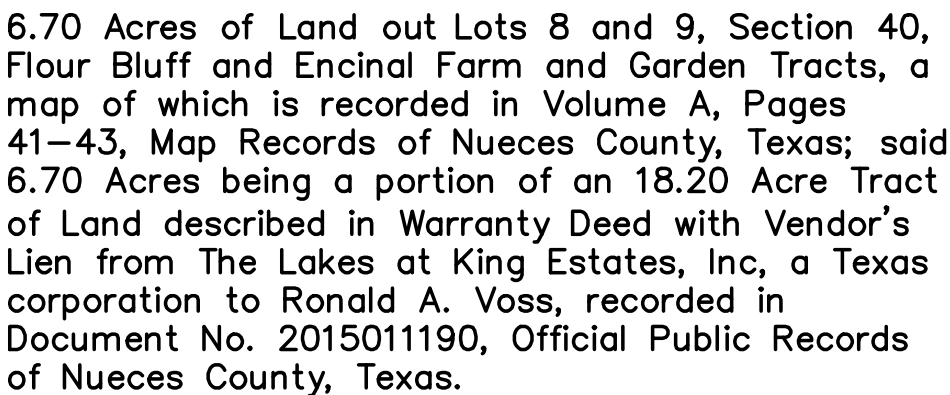 6.70 Acres of Land out Lots 8 and 9, Section 40,
Flour Bluff and Encinal Farm and Garden Tracts, a
map of which is recorded in Volume A, Pages
41–43, Map Records of Nueces County, Texas; said
6.70 Acres being a portion of an 18.20 Acre Tract
of Land described in Warranty Deed with Vendor's
Lien from The Lakes at King Estates, Inc, a Texas
corporation to Ronald A. Voss, recorded in
Document No. 2015011190, Official Public Records
of Nueces County, Texas.